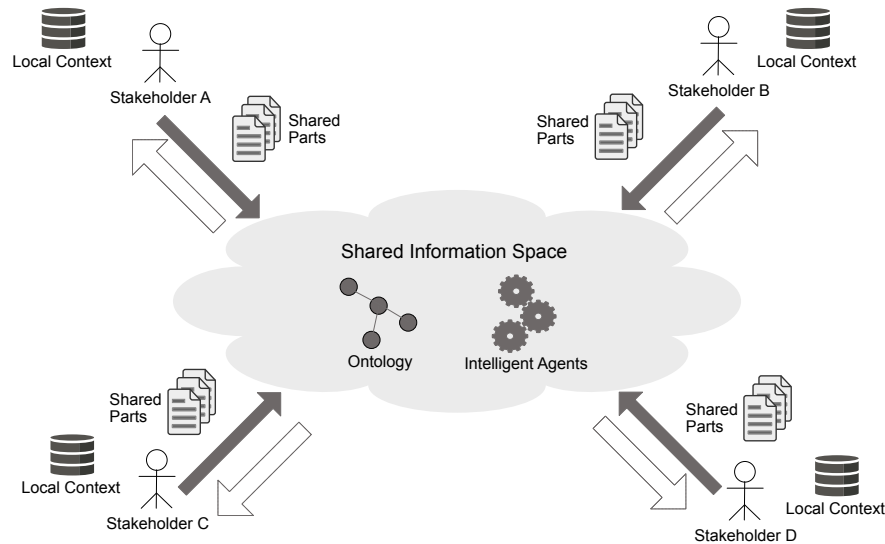 Local Context
Stakeholder A
Shared
Parts
Stakeholder B
Local Context
Shared
Parts
Shared Information Space
Ontology
Intelligent Agents
Shared
Parts
Local Context
Stakeholder C
Shared
Parts
Local Context
Stakeholder D